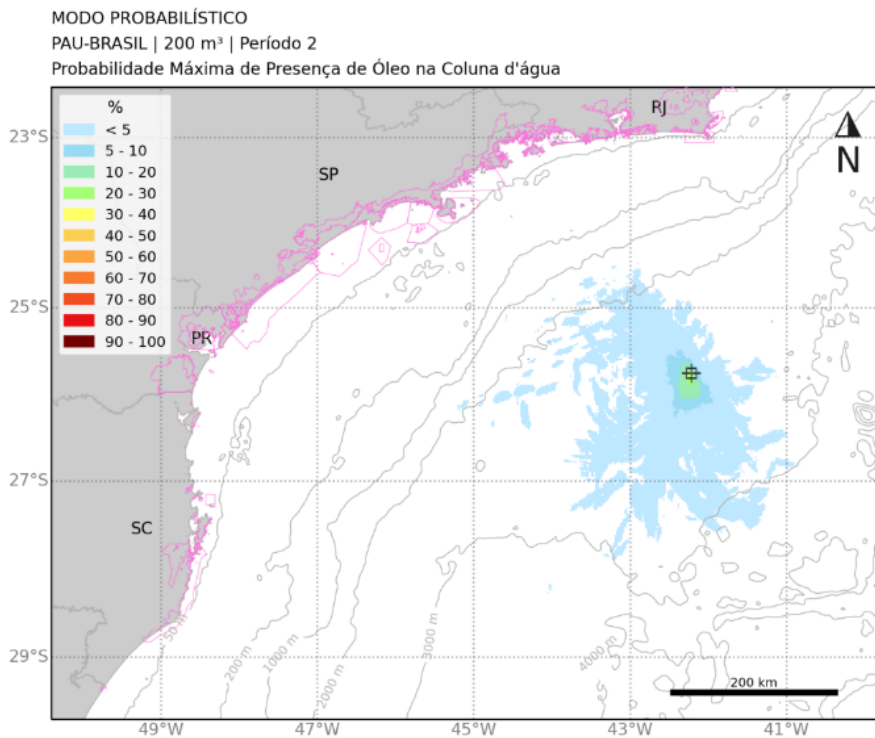 MODO PROBABILÍSTICO
PAU-BRASIL | 200 m³ | Período 2
Probabilidade Máxima de Presença de Óleo na Coluna d'água
%
< 5
5 - 10
10 - 20
20 - 30
30 - 40
40 - 50
50 - 60
60 - 70
70 - 80
80 - 90
90 - 100
RJ
N
23°S
SP
25°S
PR
27°S
SC
50 m
200 m
1000 m
2000 m
3000 m
4000 m
29°S
200 km
49°W
47°W
45°W
43°W
41°W